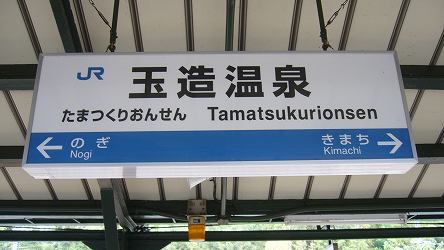 JR 玉造温泉
たまつくりおんせん Tamatsukurionsen
のぎ きまち
Nogi Kimachi